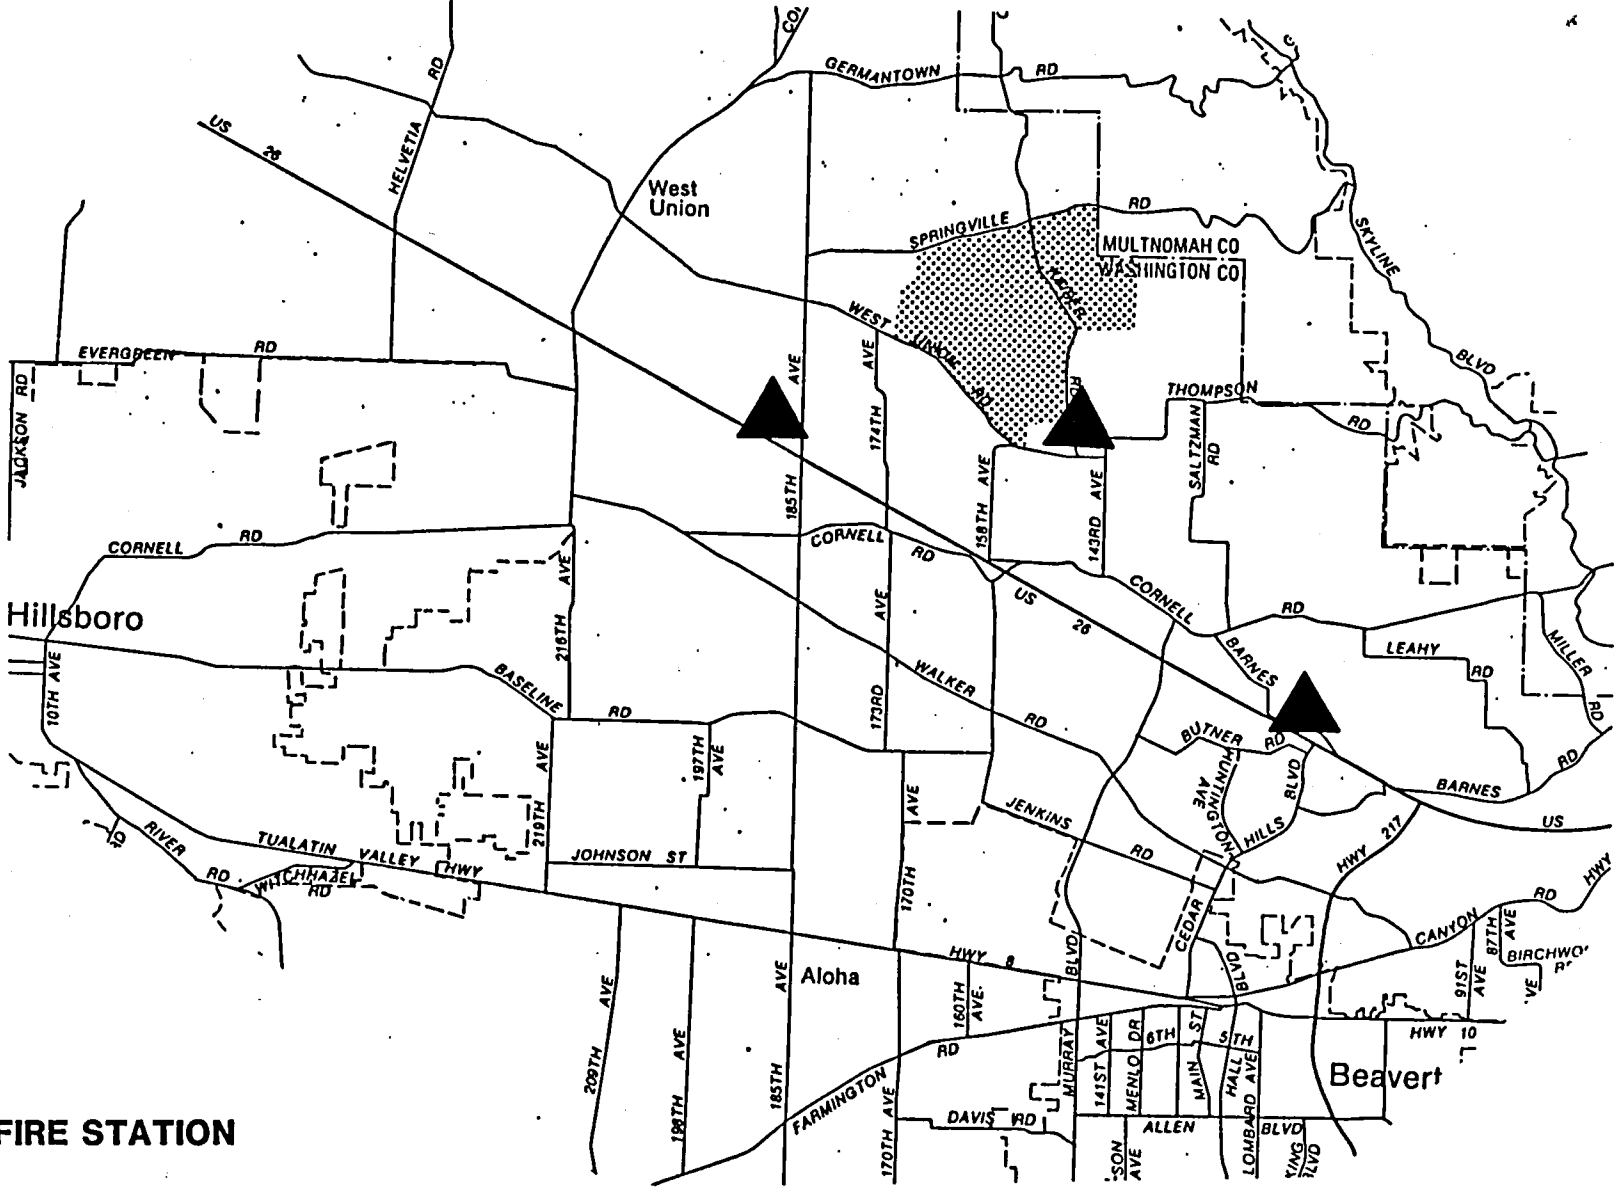 GERMANTOWN RD
HELVETIA RD
US 26
West
Union
SPRINGVILLE RD
MULTNOMAH CO
WASHINGTON CO
SKYLINE BLVD
KAISER RD
WEST UNION RD
EVERGREEN RD
JACKSON RD
185TH AVE
174TH AVE
THOMPSON RD
SALTZMAN RD
158TH AVE
143RD AVE
CORNELL RD
CORNELL RD
US 26
CORNELL RD
Hillsboro
10TH AVE
216TH AVE
BASELINE RD
173RD AVE
WALKER RD
BARNES
LEAHY RD
MILLER RD
BUTNER RD
HUNTINGTON AVE
BARNES RD
US
197TH AVE
219TH AVE
JENKINS RD
CEDAR HILLS BLVD
HWY 217
RIVER RD
TUALATIN VALLEY HWY
WITCHHAZEL RD
JOHNSON ST
170TH AVE
CANYON RD
HWY
87TH AVE
91ST AVE
BLVD
HWY 8
Aloha
160TH AVE.
209TH AVE
198TH AVE
185TH AVE
FARMINGTON RD
170TH AVE
MURRAY BLVD
141ST AVE
MENLO DR
6TH
MAIN ST
5TH
HALL
LOMBARD AVE
HWY 10
Beavert
DAVIS RD
ALLEN BLVD
SON AVE
FIRE STATION